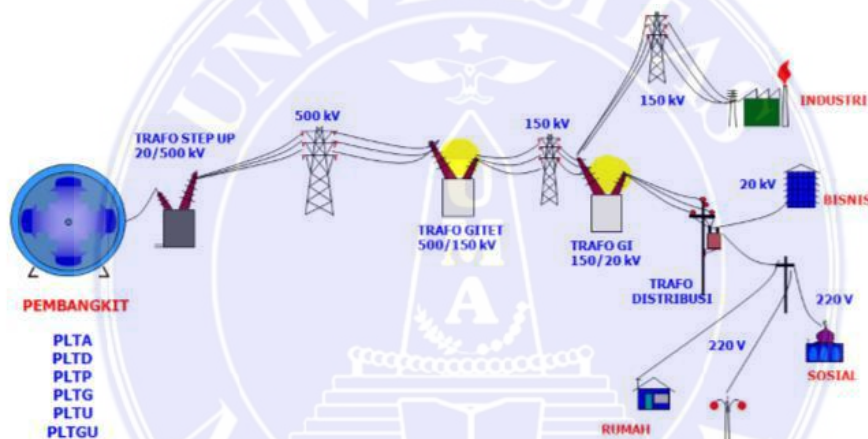 UNIVERSITAS
500 kV
150 kV
150 kV
INDUSTRI
TRAFO STEP UP
20/500 kV
20 kV
BISNIS
TRAFO GITET
500/150 kV
TRAFO GI
150/20 kV
TRAFO
DISTRIBUSI
PEMBANGKIT
220 V
220 V
SOSIAL
RUMAH
PLTA
PLTD
PLTP
PLTG
PLTU
PLTGU
U
M
A